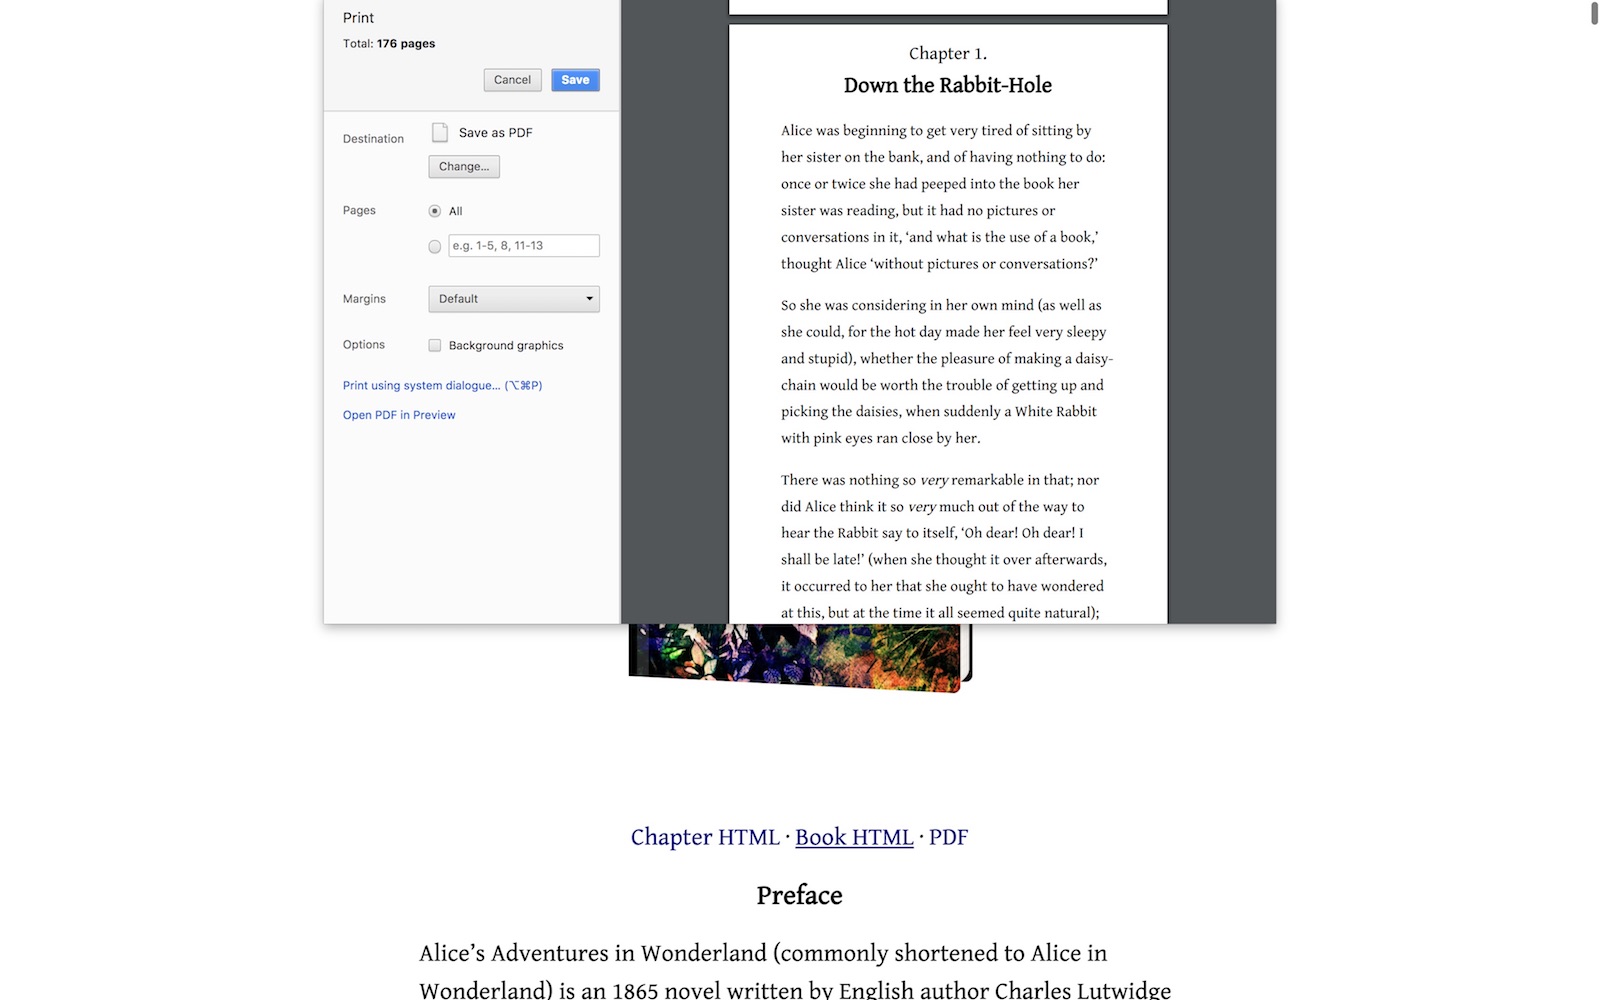 Print
Total: 176 pages
Cancel
Save
Destination
Save as PDF
Change...
Pages
All
e.g. 1-5, 8, 11-13
Margins
Default
Options
Background graphics
Print using system dialogue... (⌥⌘P)
Open PDF in Preview
Chapter 1.
Down the Rabbit-Hole
Alice was beginning to get very tired of sitting by
her sister on the bank, and of having nothing to do:
once or twice she had peeped into the book her
sister was reading, but it had no pictures or
conversations in it, ‘and what is the use of a book,’
thought Alice ‘without pictures or conversations?’
So she was considering in her own mind (as well as
she could, for the hot day made her feel very sleepy
and stupid), whether the pleasure of making a daisy-
chain would be worth the trouble of getting up and
picking the daisies, when suddenly a White Rabbit
with pink eyes ran close by her.
There was nothing so very remarkable in that; nor
did Alice think it so very much out of the way to
hear the Rabbit say to itself, ‘Oh dear! Oh dear! I
shall be late!’ (when she thought it over afterwards,
it occurred to her that she ought to have wondered
at this, but at the time it all seemed quite natural);
Chapter HTML · Book HTML · PDF
Preface
Alice’s Adventures in Wonderland (commonly shortened to Alice in
Wonderland) is an 1865 novel written by English author Charles Lutwidge